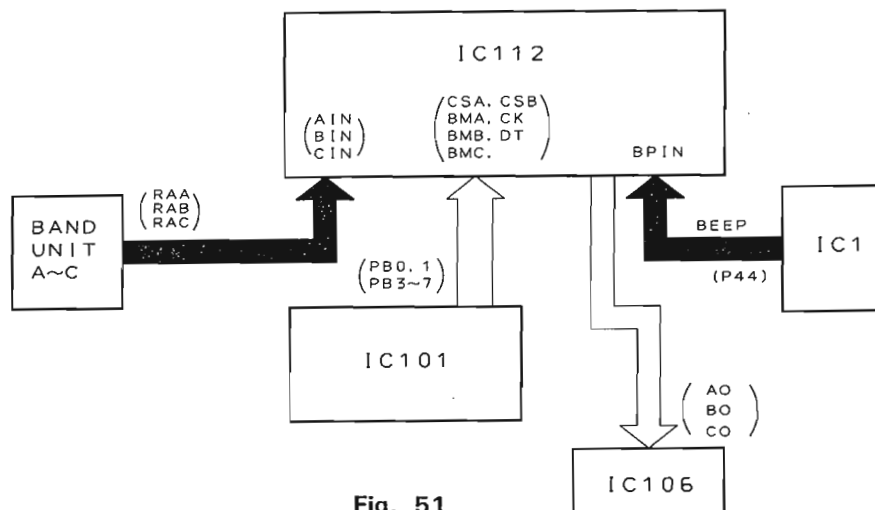 IC112
AIN
BIN
CIN
CSA. CSB
BMA, CK
BMB. DT
BMC.
BPIN
RAA
RAB
RAC
BAND
UNIT
A~C
BEEP
(P44)
IC1
(PB0, 1
PB3~7)
IC101
AO
BO
CO
IC106
Fig. 51